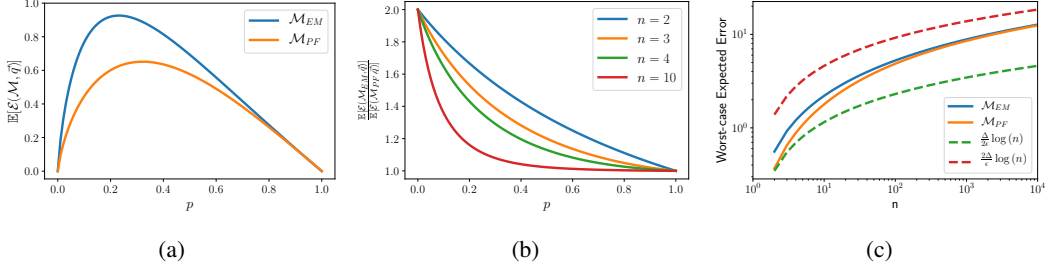 1.0
0.8
0.6
0.4
0.2
0.0
0.0 0.2 0.4 0.6 0.8 1.0
p
𝔼[ℰ(ℳ, q⃗)]
ℳ_EM
ℳ_PF
(a)
2.0
1.8
1.6
1.4
1.2
1.0
0.0 0.2 0.4 0.6 0.8 1.0
p
𝔼[ℰ(ℳ_EM, q⃗)]
𝔼[ℰ(ℳ_PF, q⃗)]
n = 2
n = 3
n = 4
n = 10
(b)
10¹
10⁰
10⁰ 10¹ 10² 10³ 10⁴
n
Worst-case Expected Error
ℳ_EM
ℳ_PF
Δ/2ϵ log (n)
2Δ/ϵ log (n)
(c)